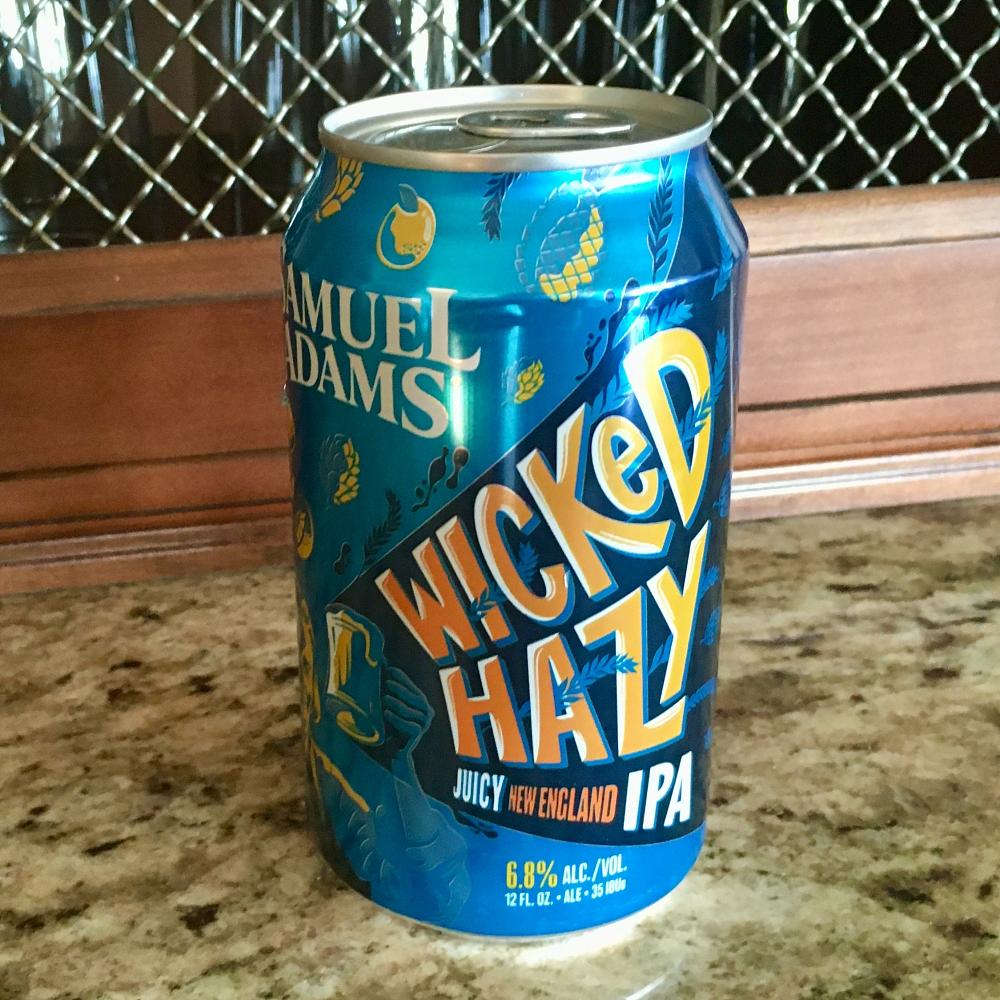 AMUEL
ADAMS
WICKED
HAZY
JUICY NEW ENGLAND IPA
6.8% ALC./VOL.
12 FL. OZ. • ALE • 35 IBUs